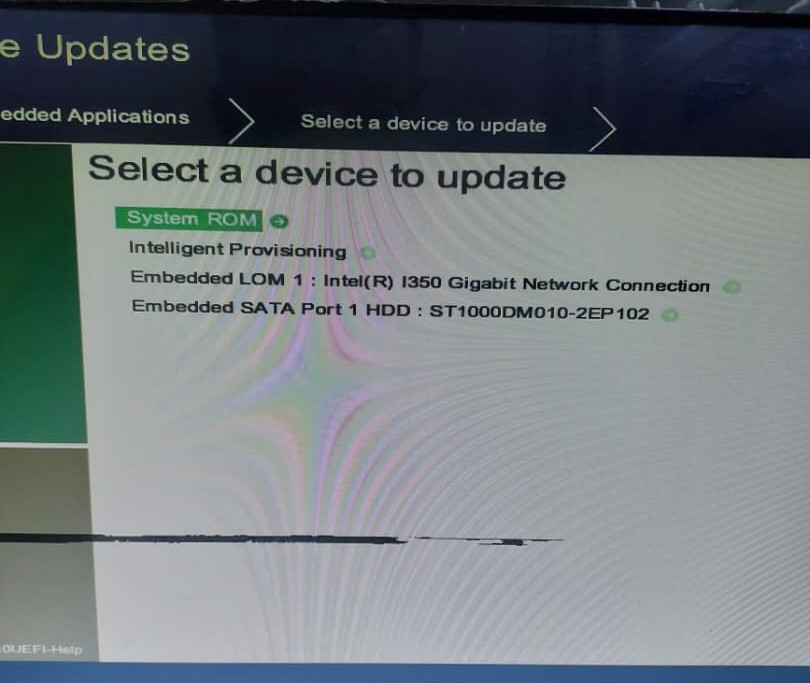 e Updates
edded Applications
Select a device to update
Select a device to update
System ROM
Intelligent Provisioning
Embedded LOM 1 : Intel(R) I350 Gigabit Network Connection
Embedded SATA Port 1 HDD : ST1000DM010-2EP102
0UEFI-Help